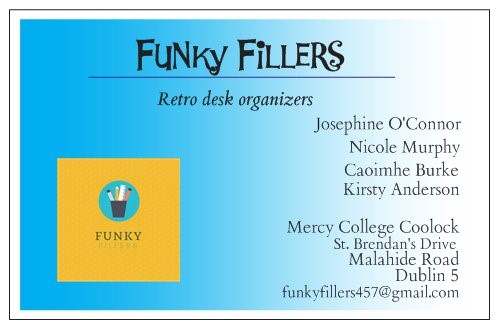 FUNKY FILLERS
Retro desk organizers
Josephine O'Connor
Nicole Murphy
Caoimhe Burke
Kirsty Anderson
FUNKY
FILLERS
Mercy College Coolock
St. Brendan's Drive
Malahide Road
Dublin 5
funkyfillers457@gmail.com